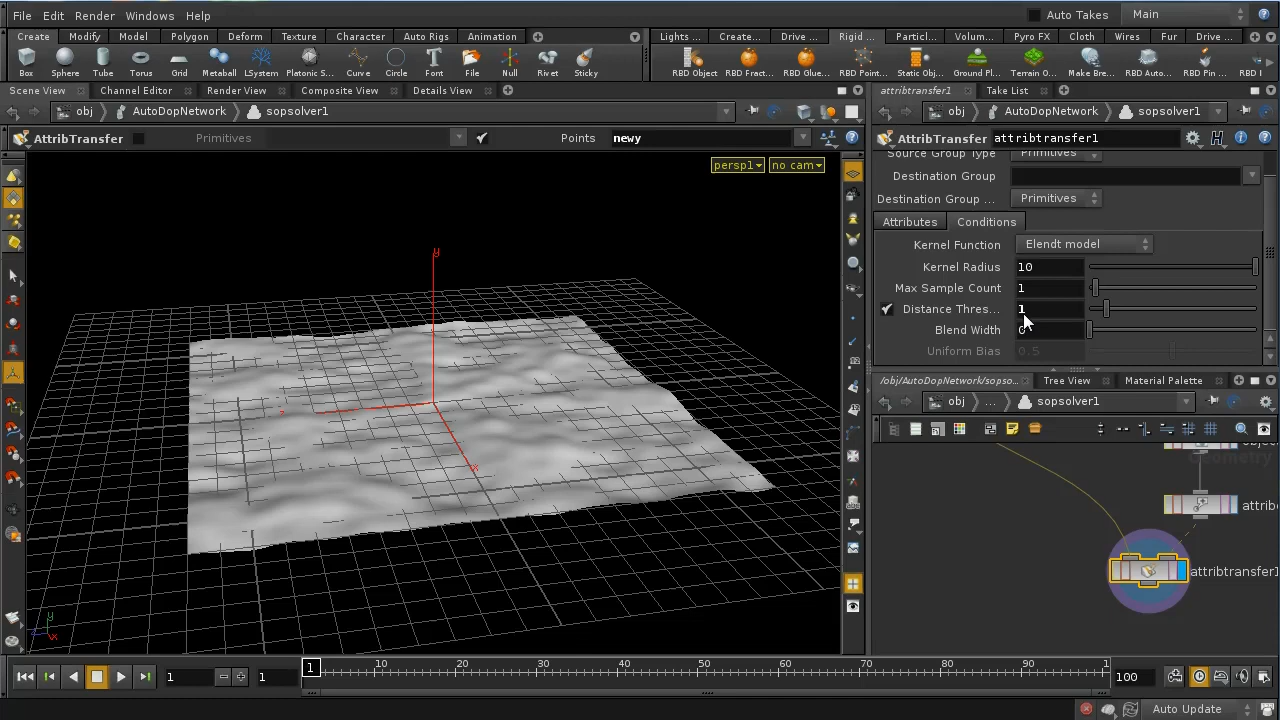 File Edit Render Windows Help Auto Takes Main
Create Modify Model Polygon Deform Texture Character Auto Rigs Animation Lights ... Create... Drive ... Rigid ... Particl... Volum... Pyro FX Cloth Wires Fur Drive ...
Box Sphere Tube Torus Grid Metaball LSystem Platonic S... Curve Circle Font File Null Rivet Sticky RBD Object RBD Fract... RBD Glue... RBD Point... Static Obj... Ground Pl... Terrain O... Make Bre... RBD Auto... RBD Pin ... RBD I
Scene View Channel Editor Render View Composite View Details View attribtransfer1 Take List
obj AutoDopNetwork sopsolver1 obj AutoDopNetwork sopsolver1
AttribTransfer Primitives Points newy AttribTransfer attribtransfer1
Source Group Type Primitives
persp1 no cam
Destination Group
Destination Group ... Primitives
Attributes Conditions
Kernel Function Elendt model
Kernel Radius 10
Max Sample Count 1
Distance Thres... 1
Blend Width 0
Uniform Bias 0.5
/obj/AutoDopNetwork/sopso... Tree View Material Palette
obj ... sopsolver1
attribtransfer1
1 1 1 10 20 30 40 50 60 70 80 90 1 100
Auto Update